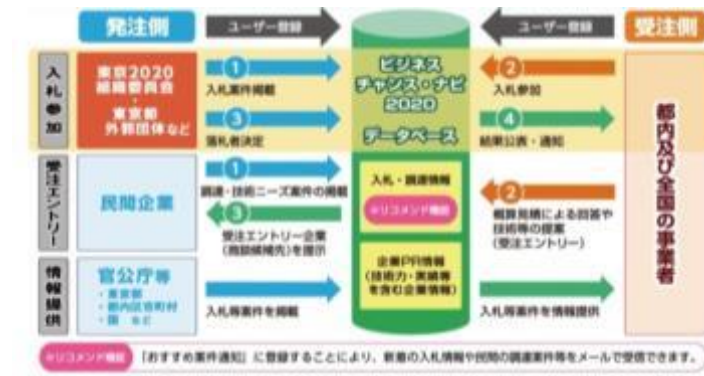 発注側
ユーザー登録
ユーザー登録
受注側
入札参加
東京2020
組織委員会
・
東京都
外部団体など
1
入札案件掲載
3
落札者決定
ビジネス
チャンス・ナビ
2020
データベース
2
入札参加
4
結果公表・通知
受注エントリー
民間企業
1
調達・技術ニーズ案件の掲載
3
受注エントリー企業
(商談候補先)を提示
入札・調達情報
※リコメンド機能
2
概算見積による回答や
技術等の提案
(受注エントリー)
情報提供
官公庁等
・東京都
・都内区市町村
・国 など
入札等案件を掲載
企業PR情報
(技術力・実績等
を含む企業情報)
入札等案件を情報提供
都内及び全国の事業者
※リコメンド機能
「おすすめ案件通知」に登録することにより、新着の入札情報や民間の調達案件等をメールで受信できます。